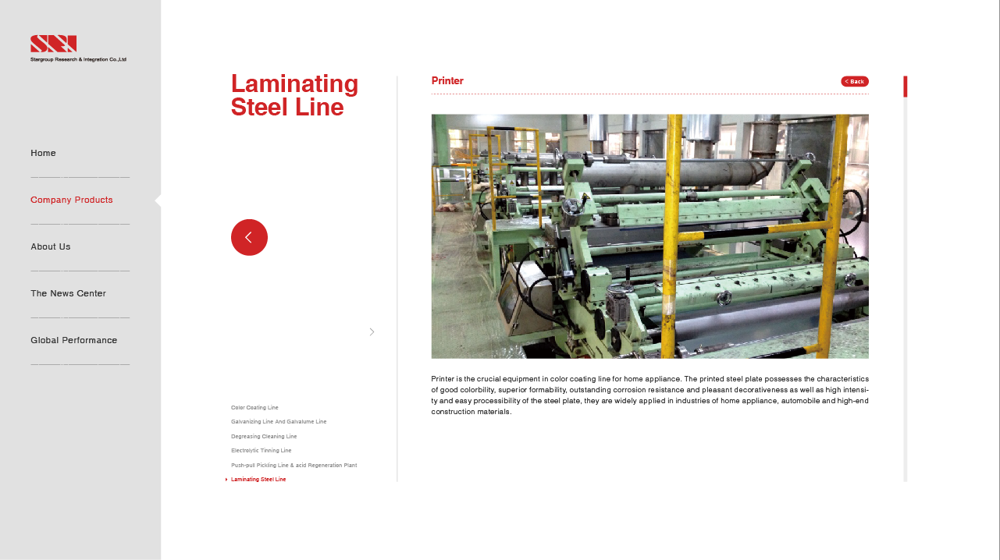 SRI
Stargroup Research & Integration Co.,Ltd
Home
Company Products
About Us
The News Center
Global Performance
Laminating
Steel Line
Color Coating Line
Galvanizing Line And Galvalume Line
Degreasing Cleaning Line
Electrolytic Tinning Line
Push-pull Pickling Line & acid Regeneration Plant
Laminating Steel Line
Printer
Back
Printer is the crucial equipment in color coating line for home appliance. The printed steel plate possesses the characteristics
of good colorbility, superior formability, outstanding corrosion resistance and pleasant decorativeness as well as high intensi-
ty and easy processibility of the steel plate, they are widely applied in industries of home appliance, automobile and high-end
construction materials.